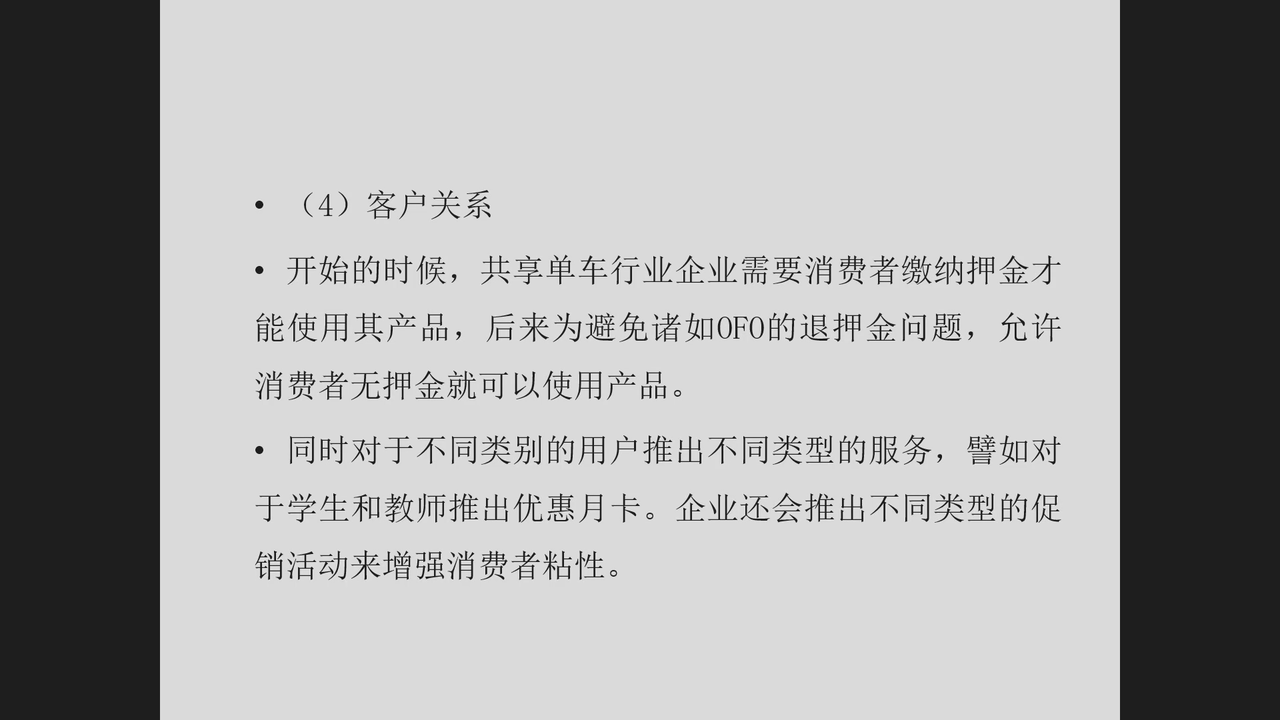 • （4）客户关系
• 开始的时候，共享单车行业企业需要消费者缴纳押金才
能使用其产品，后来为避免诸如OFO的退押金问题，允许
消费者无押金就可以使用产品。
• 同时对于不同类别的用户推出不同类型的服务，譬如对
于学生和教师推出优惠月卡。企业还会推出不同类型的促
销活动来增强消费者粘性。